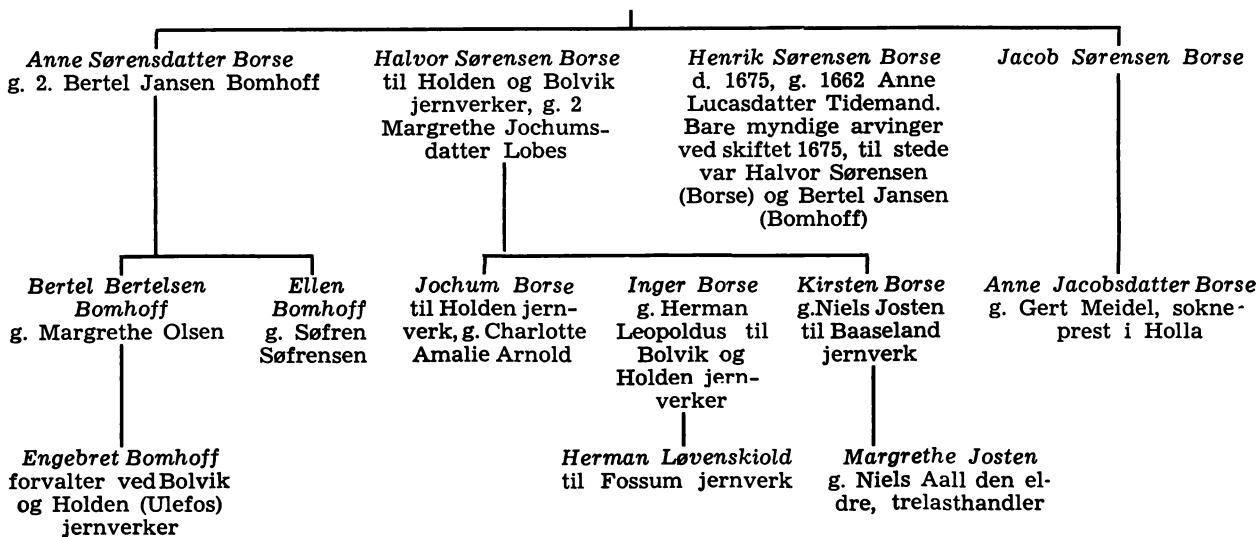 Anne Sørensdatter Borse
g. 2. Bertel Jansen Bomhoff
Halvor Sørensen Borse
til Holden og Bolvik
jernverker, g. 2
Margrethe Jochums-
datter Lobes
Henrik Sørensen Borse
d. 1675, g. 1662 Anne
Lucasdatter Tidemand.
Bare myndige arvinger
ved skiftet 1675, til stede
var Halvor Sørensen
(Borse) og Bertel Jansen
(Bomhoff)
Jacob Sørensen Borse
Bertel Bertelsen
Bomhoff
g. Margrethe Olsen
Ellen
Bomhoff
g. Søfren
Søfrensen
Jochum Borse
til Holden jern-
verk, g. Charlotte
Amalie Arnold
Inger Borse
g. Herman
Leopoldus til
Bolvik og
Holden jern-
verker
Kirsten Borse
g.Niels Josten
til Baaseland
jernverk
Anne Jacobsdatter Borse
g. Gert Meidel, sokne-
prest i Holla
Engebret Bomhoff
forvalter ved Bolvik
og Holden (Ulefos)
jernverker
Herman Løvenskiold
til Fossum jernverk
Margrethe Josten
g. Niels Aall den el-
dre, trelasthandler